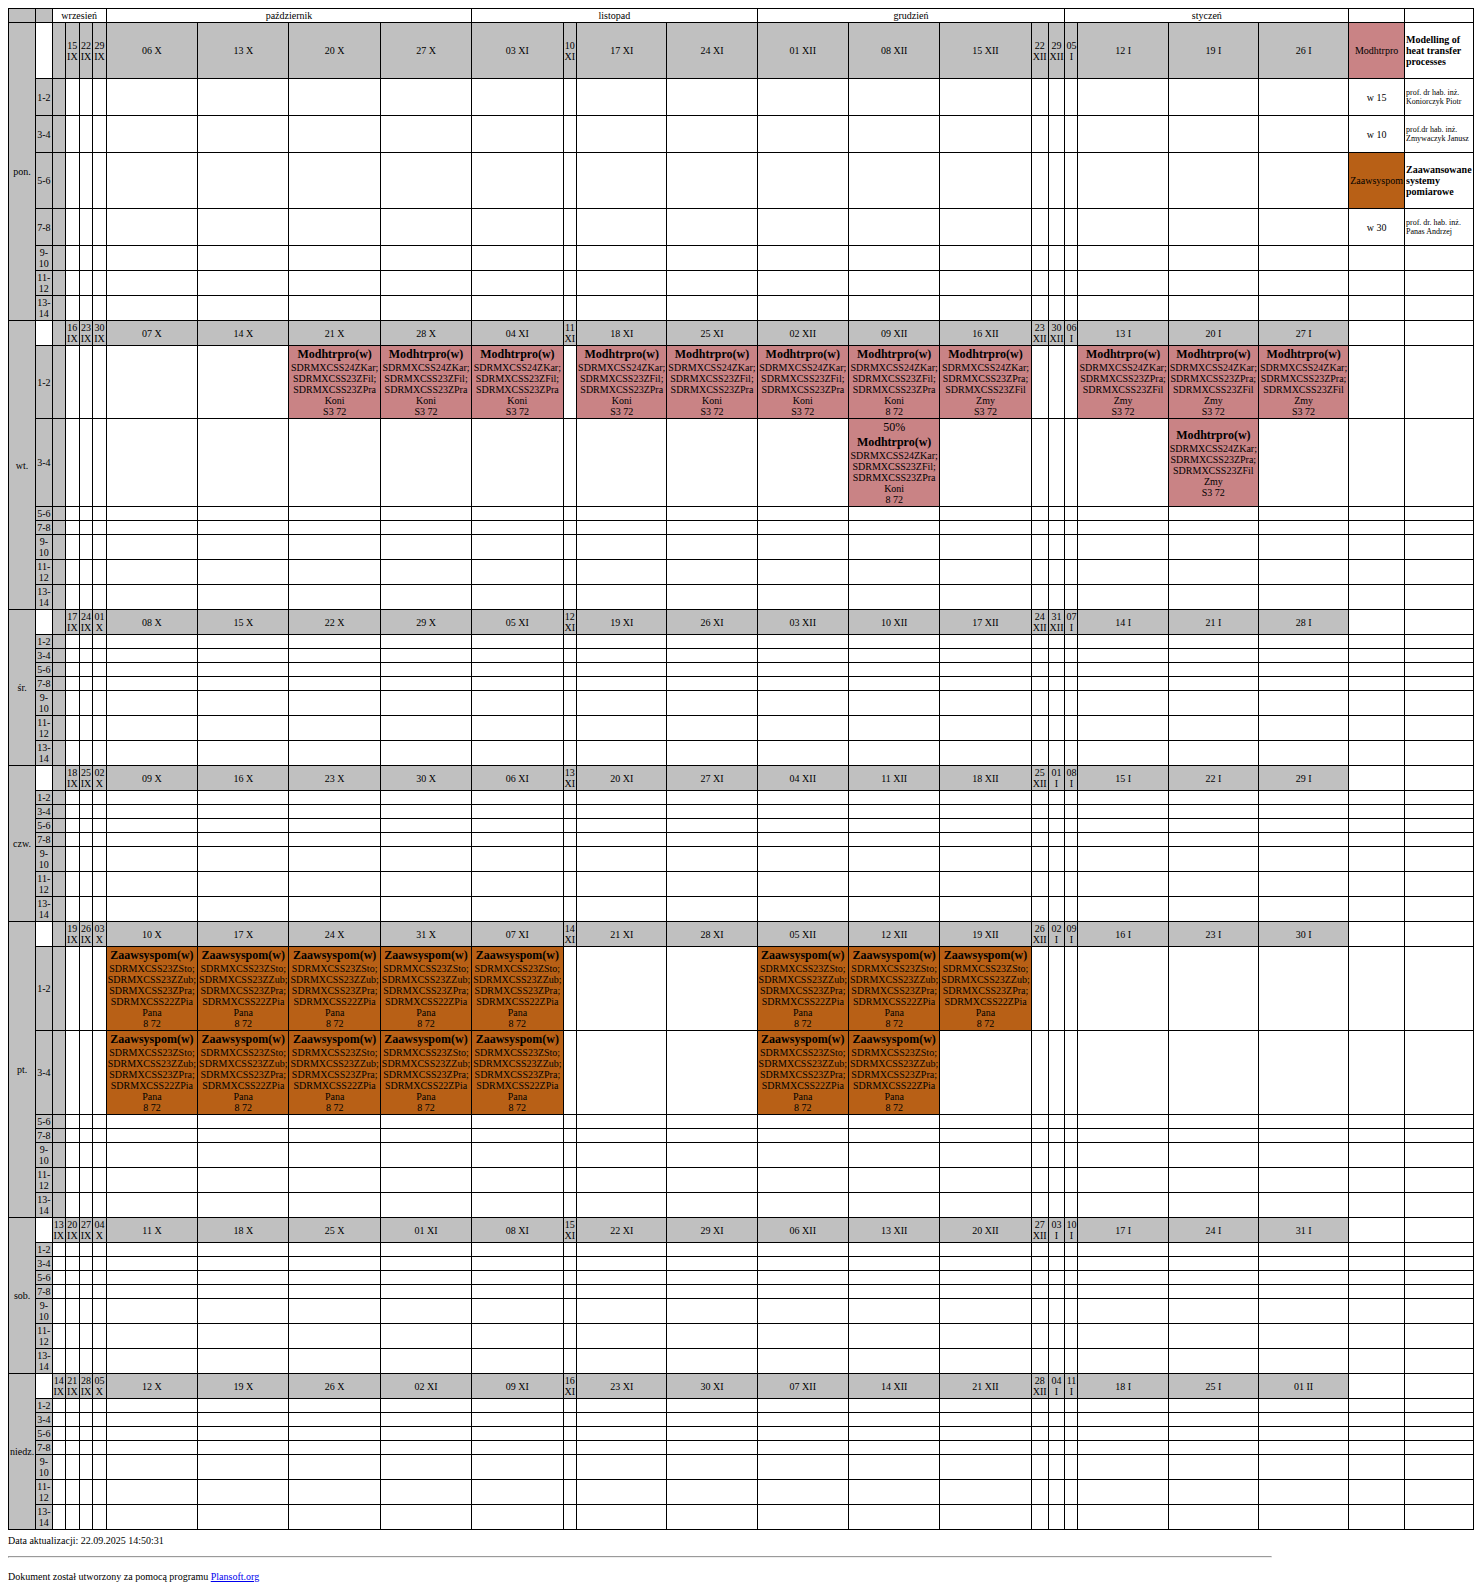 wrzesień październik listopad grudzień styczeń
pon. 15 IX 22 IX 29 IX 06 X 13 X 20 X 27 X 03 XI 10 XI 17 XI 24 XI 01 XII 08 XII 15 XII 22 XII 29 XII 05 I 12 I 19 I 26 I Modhtrpro Modelling of heat transfer processes
1-2 w 15 prof. dr hab. inż. Koniorczyk Piotr
3-4 w 10 prof.dr hab. inż. Żmywaczyk Janusz
5-6 Zaawsyspom Zaawansowane systemy pomiarowe
7-8 w 30 prof. dr. hab. inż. Panas Andrzej
9-10
11-12
13-14
wt. 16 IX 23 IX 30 IX 07 X 14 X 21 X 28 X 04 XI 11 XI 18 XI 25 XI 02 XII 09 XII 16 XII 23 XII 30 XII 06 I 13 I 20 I 27 I
1-2
Modhtrpro(w) Modhtrpro(w) Modhtrpro(w) Modhtrpro(w) Modhtrpro(w) Modhtrpro(w) Modhtrpro(w) Modhtrpro(w) Modhtrpro(w) Modhtrpro(w) Modhtrpro(w)
SDRMXCSS24ZKar; SDRMXCSS24ZKar; SDRMXCSS24ZKar; SDRMXCSS24ZKar; SDRMXCSS24ZKar; SDRMXCSS24ZKar; SDRMXCSS24ZKar; SDRMXCSS24ZKar; SDRMXCSS24ZKar; SDRMXCSS24ZKar; SDRMXCSS24ZKar;
SDRMXCSS23ZFil; SDRMXCSS23ZFil; SDRMXCSS23ZFil; SDRMXCSS23ZFil; SDRMXCSS23ZFil; SDRMXCSS23ZFil; SDRMXCSS23ZFil; SDRMXCSS23ZPra; SDRMXCSS23ZPra; SDRMXCSS23ZPra; SDRMXCSS23ZPra;
SDRMXCSS23ZPra SDRMXCSS23ZPra SDRMXCSS23ZPra SDRMXCSS23ZPra SDRMXCSS23ZPra SDRMXCSS23ZPra SDRMXCSS23ZPra SDRMXCSS23ZFil SDRMXCSS23ZFil SDRMXCSS23ZFil SDRMXCSS23ZFil
Koni Koni Koni Koni Koni Koni Koni Zmy Zmy Zmy Zmy
S3 72 S3 72 S3 72 S3 72 S3 72 S3 72 8 72 S3 72 S3 72 S3 72 S3 72
3-4
50%
Modhtrpro(w) Modhtrpro(w)
SDRMXCSS24ZKar; SDRMXCSS24ZKar;
SDRMXCSS23ZFil; SDRMXCSS23ZPra;
SDRMXCSS23ZPra SDRMXCSS23ZFil
Koni Zmy
8 72 S3 72
5-6
7-8
9-10
11-12
13-14
śr. 17 IX 24 IX 01 X 08 X 15 X 22 X 29 X 05 XI 12 XI 19 XI 26 XI 03 XII 10 XII 17 XII 24 XII 31 XII 07 I 14 I 21 I 28 I
1-2
3-4
5-6
7-8
9-10
11-12
13-14
czw. 18 IX 25 IX 02 X 09 X 16 X 23 X 30 X 06 XI 13 XI 20 XI 27 XI 04 XII 11 XII 18 XII 25 XII 01 I 08 I 15 I 22 I 29 I
1-2
3-4
5-6
7-8
9-10
11-12
13-14
pt. 19 IX 26 IX 03 X 10 X 17 X 24 X 31 X 07 XI 14 XI 21 XI 28 XI 05 XII 12 XII 19 XII 26 XII 02 I 09 I 16 I 23 I 30 I
1-2
Zaawsyspom(w) Zaawsyspom(w) Zaawsyspom(w) Zaawsyspom(w) Zaawsyspom(w) Zaawsyspom(w) Zaawsyspom(w) Zaawsyspom(w)
SDRMXCSS23ZSto; SDRMXCSS23ZSto; SDRMXCSS23ZSto; SDRMXCSS23ZSto; SDRMXCSS23ZSto; SDRMXCSS23ZSto; SDRMXCSS23ZSto; SDRMXCSS23ZSto;
SDRMXCSS23ZZub; SDRMXCSS23ZZub; SDRMXCSS23ZZub; SDRMXCSS23ZZub; SDRMXCSS23ZZub; SDRMXCSS23ZZub; SDRMXCSS23ZZub; SDRMXCSS23ZZub;
SDRMXCSS23ZPra; SDRMXCSS23ZPra; SDRMXCSS23ZPra; SDRMXCSS23ZPra; SDRMXCSS23ZPra; SDRMXCSS23ZPra; SDRMXCSS23ZPra; SDRMXCSS23ZPra;
SDRMXCSS22ZPia SDRMXCSS22ZPia SDRMXCSS22ZPia SDRMXCSS22ZPia SDRMXCSS22ZPia SDRMXCSS22ZPia SDRMXCSS22ZPia SDRMXCSS22ZPia
Pana Pana Pana Pana Pana Pana Pana Pana
8 72 8 72 8 72 8 72 8 72 8 72 8 72 8 72
3-4
Zaawsyspom(w) Zaawsyspom(w) Zaawsyspom(w) Zaawsyspom(w) Zaawsyspom(w) Zaawsyspom(w) Zaawsyspom(w)
SDRMXCSS23ZSto; SDRMXCSS23ZSto; SDRMXCSS23ZSto; SDRMXCSS23ZSto; SDRMXCSS23ZSto; SDRMXCSS23ZSto; SDRMXCSS23ZSto;
SDRMXCSS23ZZub; SDRMXCSS23ZZub; SDRMXCSS23ZZub; SDRMXCSS23ZZub; SDRMXCSS23ZZub; SDRMXCSS23ZZub; SDRMXCSS23ZZub;
SDRMXCSS23ZPra; SDRMXCSS23ZPra; SDRMXCSS23ZPra; SDRMXCSS23ZPra; SDRMXCSS23ZPra; SDRMXCSS23ZPra; SDRMXCSS23ZPra;
SDRMXCSS22ZPia SDRMXCSS22ZPia SDRMXCSS22ZPia SDRMXCSS22ZPia SDRMXCSS22ZPia SDRMXCSS22ZPia SDRMXCSS22ZPia
Pana Pana Pana Pana Pana Pana Pana
8 72 8 72 8 72 8 72 8 72 8 72 8 72
5-6
7-8
9-10
11-12
13-14
sob. 13 IX 20 IX 27 IX 04 X 11 X 18 X 25 X 01 XI 08 XI 15 XI 22 XI 29 XI 06 XII 13 XII 20 XII 27 XII 03 I 10 I 17 I 24 I 31 I
1-2
3-4
5-6
7-8
9-10
11-12
13-14
niedz. 14 IX 21 IX 28 IX 05 X 12 X 19 X 26 X 02 XI 09 XI 16 XI 23 XI 30 XI 07 XII 14 XII 21 XII 28 XII 04 I 11 I 18 I 25 I 01 II
1-2
3-4
5-6
7-8
9-10
11-12
13-14
Data aktualizacji: 22.09.2025 14:50:31
Dokument został utworzony za pomocą programu Plansoft.org